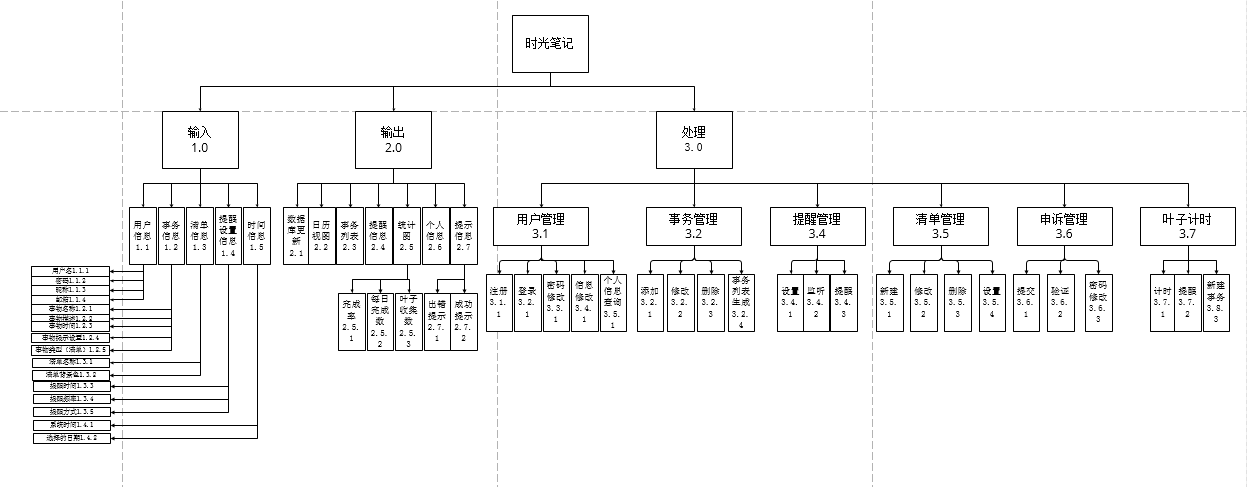 时光笔记
输入
1.0
输出
2.0
处理
3.0
用户
信息
1.1
事务
信息
1.2
清单
信息
1.3
提醒
设置
信息
1.4
时间
信息
1.5
数据
库更
新
2.1
日历
视图
2.2
事务
列表
2.3
提醒
信息
2.4
统计
图
2.5
个人
信息
2.6
提示
信息
2.7
用户管理
3.1
事务管理
3.2
提醒管理
3.4
清单管理
3.5
申诉管理
3.6
叶子计时
3.7
用户名1.1.1
密码1.1.2
昵称1.1.3
邮箱1.1.4
事物名称1.2.1
事物描述1.2.2
事物时间1.2.3
事物提示设置1.2.4
事物类型（清单）1.2.5
清单名称1.3.1
清单背景色1.3.2
提醒时间1.3.3
提醒频率1.3.4
提醒方式1.3.5
系统时间1.4.1
选择的日期1.4.2
完成
率
2.5.
1
每日
完成
数
2.5.
2
叶子
收集
数
2.5.
3
出错
提示
2.7.
1
成功
提示
2.7.
2
注册
3.1.
1
登录
3.2.
1
密码
修改
3.3.
1
信息
修改
3.4.
1
个人
信息
查询
3.5.
1
添加
3.2.
1
修改
3.2.
2
删除
3.2.
3
事务
列表
生成
3.2.
4
设置
3.4.
1
监听
3.4.
2
提醒
3.4.
3
新建
3.5.
1
修改
3.5.
2
删除
3.5.
3
设置
3.5.
4
提交
3.6.
1
验证
3.6.
2
密码
修改
3.6.
3
计时
3.7.
1
提醒
3.7.
2
新建
事务
3.8.
3